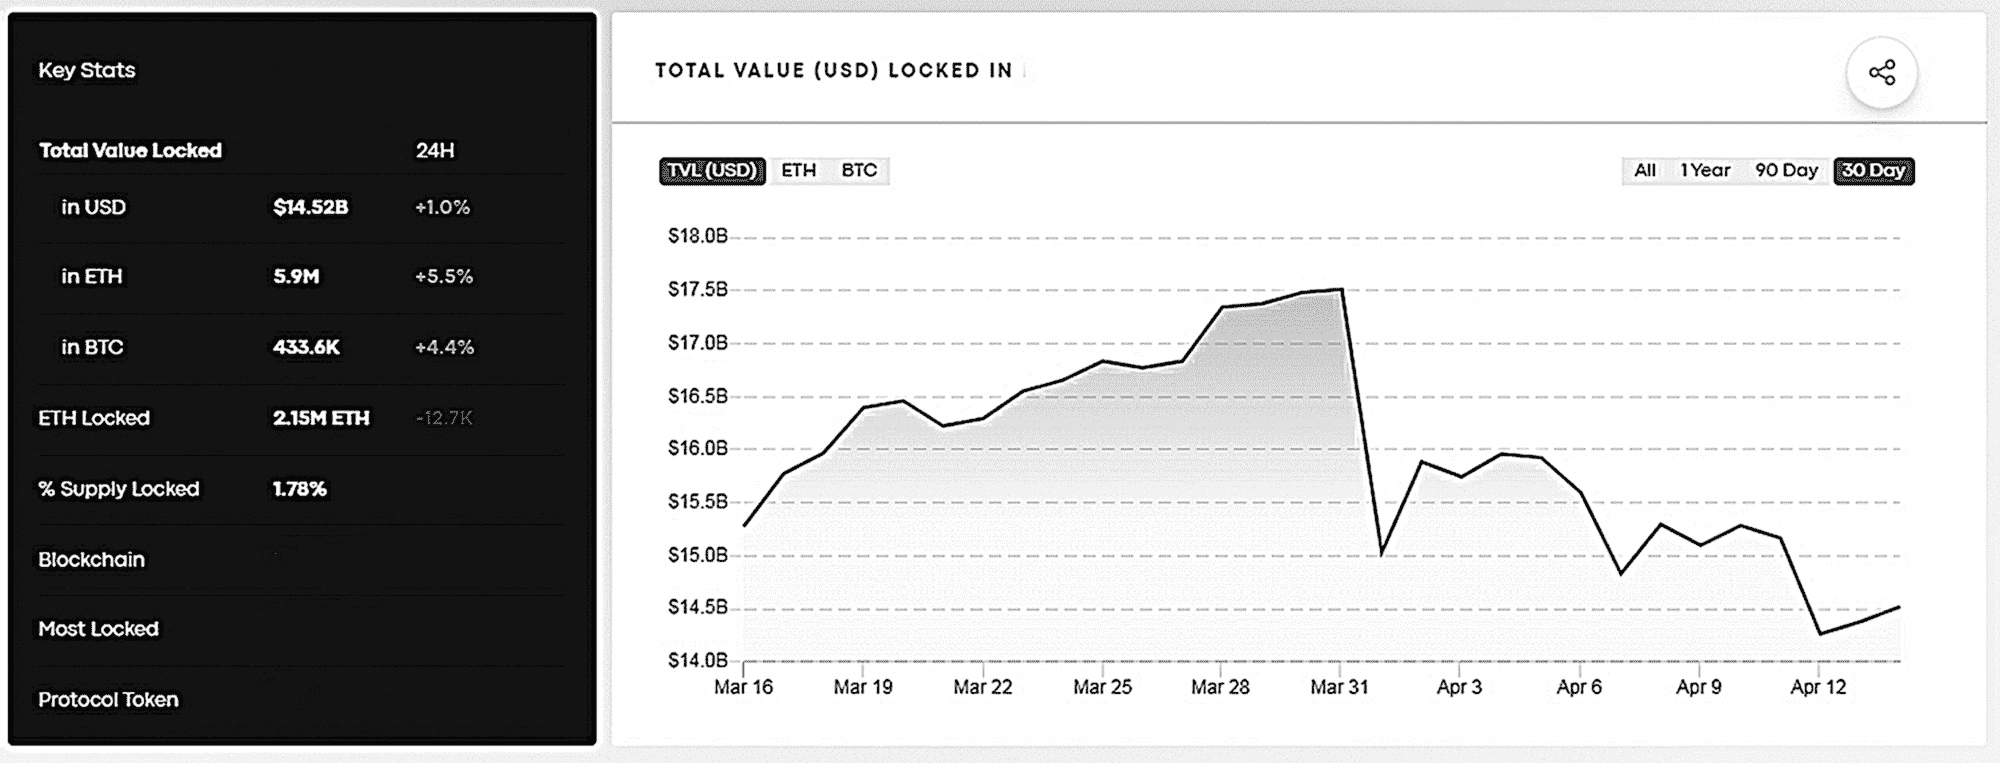 Key Stats
Total Value Locked 24H
in USD $14.52B +1.0%
in ETH 5.9M +5.5%
in BTC 433.6K +4.4%
ETH Locked 2.15M ETH -12.7K
% Supply Locked 1.78%
Blockchain
Most Locked
Protocol Token
TOTAL VALUE (USD) LOCKED IN
TVL (USD) ETH BTC
All 1 Year 90 Day 30 Day
$18.0B
$17.5B
$17.0B
$16.5B
$16.0B
$15.5B
$15.0B
$14.5B
$14.0B
Mar 16 Mar 19 Mar 22 Mar 25 Mar 28 Mar 31 Apr 3 Apr 6 Apr 9 Apr 12